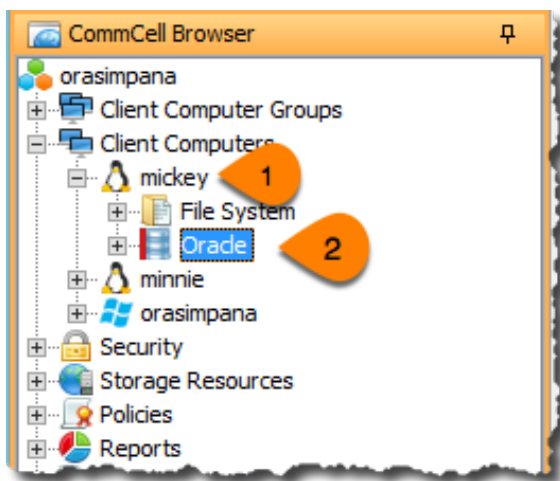 CommCell Browser
orasimpana
Client Computer Groups
Client Computers
mickey 1
File System
Oracle 2
minnie
orasimpana
Security
Storage Resources
Policies
Reports